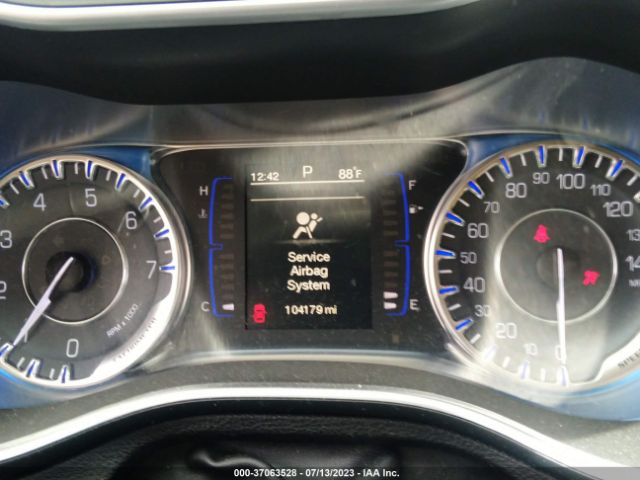 12:42 P 88°F
H F
Service
Airbag
System
C E
104179 mi
3 4 5 6 7
2 0
RPM x 1000
0 10 20 30 40 50 60 70 80 90 100 110 120
000-37063528 - 07/13/2023 - IAA Inc.